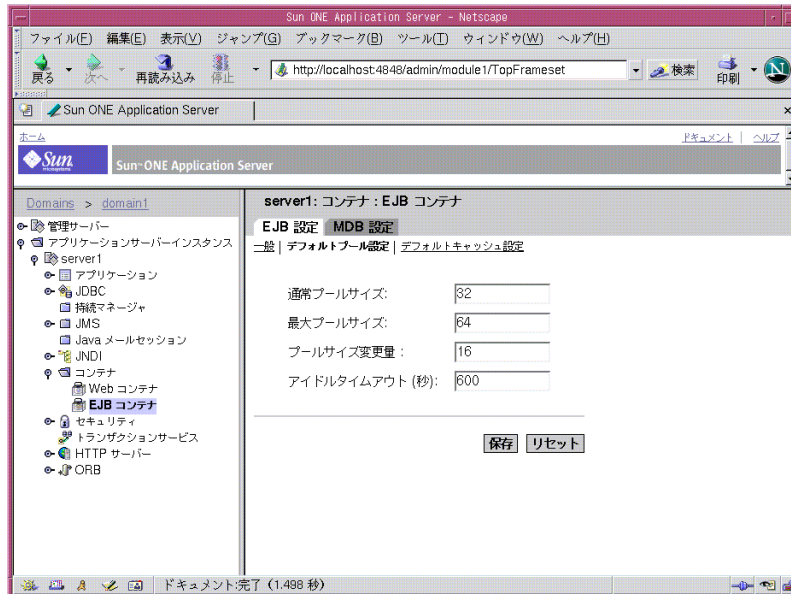 Sun ONE Application Server - Netscape
ファイル(F) 編集(E) 表示(V) ジャンプ(G) ブックマーク(B) ツール(T) ウィンドウ(W) ヘルプ(H)
戻る 次へ 再読み込み 停止 http://localhost:4848/admin/module1/TopFrameset 検索 印刷 N
Sun ONE Application Server
ホーム ドキュメント | ヘルプ
Sun microsystems Sun ONE Application Server
Domains > domain1
管理サーバー
アプリケーションサーバーインスタンス
server1
アプリケーション
JDBC
持続マネージャ
JMS
Java メールセッション
JNDI
コンテナ
Web コンテナ
EJB コンテナ
セキュリティ
トランザクションサービス
HTTP サーバー
ORB
server1: コンテナ : EJB コンテナ
EJB 設定 MDB 設定
一般 | デフォルトプール設定 | デフォルトキャッシュ設定
通常プールサイズ: 32
最大プールサイズ: 64
プールサイズ変更量 : 16
アイドルタイムアウト (秒): 600
保存 リセット
ドキュメント:完了 (1.498 秒)